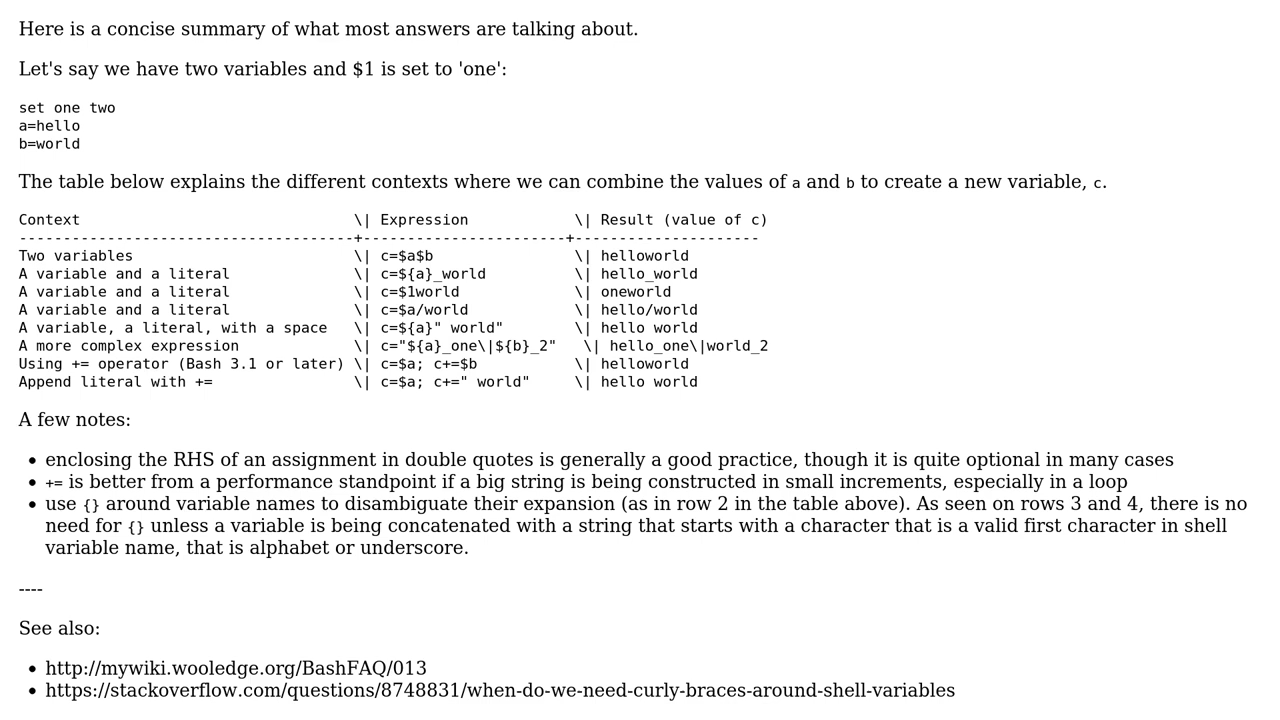 Here is a concise summary of what most answers are talking about.
Let's say we have two variables and $1 is set to 'one':
set one two
a=hello
b=world
The table below explains the different contexts where we can combine the values of a and b to create a new variable, c.
Context                               \| Expression            \| Result (value of c)
--------------------------------------+-----------------------+---------------------
Two variables                         \| c=$a$b                \| helloworld
A variable and a literal              \| c=${a}_world          \| hello_world
A variable and a literal              \| c=$1world             \| oneworld
A variable and a literal              \| c=$a/world            \| hello/world
A variable, a literal, with a space   \| c=${a}" world"        \| hello world
A more complex expression             \| c="${a}_one\|${b}_2"   \| hello_one\|world_2
Using += operator (Bash 3.1 or later) \| c=$a; c+=$b           \| helloworld
Append literal with +=                \| c=$a; c+=" world"     \| hello world
A few notes:
• enclosing the RHS of an assignment in double quotes is generally a good practice, though it is quite optional in many cases
• += is better from a performance standpoint if a big string is being constructed in small increments, especially in a loop
• use {} around variable names to disambiguate their expansion (as in row 2 in the table above). As seen on rows 3 and 4, there is no
need for {} unless a variable is being concatenated with a string that starts with a character that is a valid first character in shell
variable name, that is alphabet or underscore.
----
See also:
• http://mywiki.wooledge.org/BashFAQ/013
• https://stackoverflow.com/questions/8748831/when-do-we-need-curly-braces-around-shell-variables